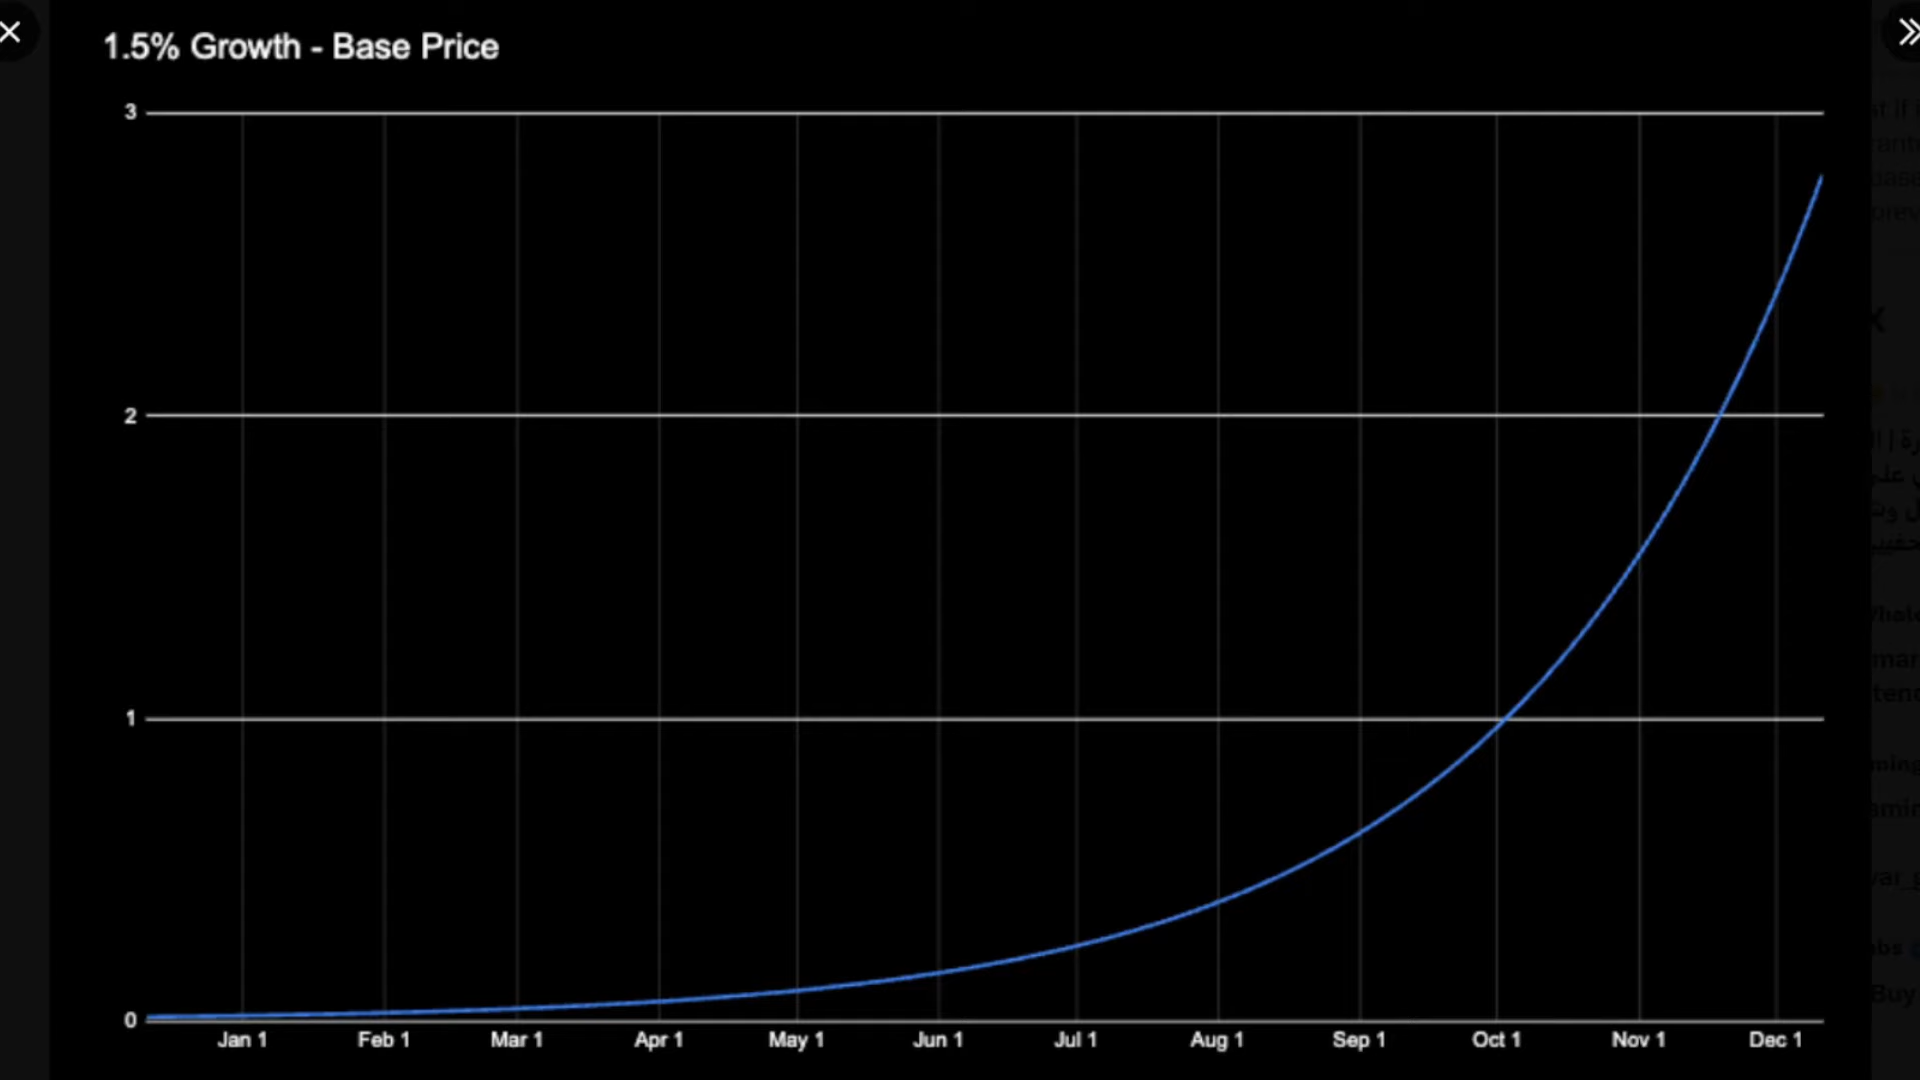 1.5% Growth - Base Price
3
2
1
0
Jan 1 Feb 1 Mar 1 Apr 1 May 1 Jun 1 Jul 1 Aug 1 Sep 1 Oct 1 Nov 1 Dec 1
Buy